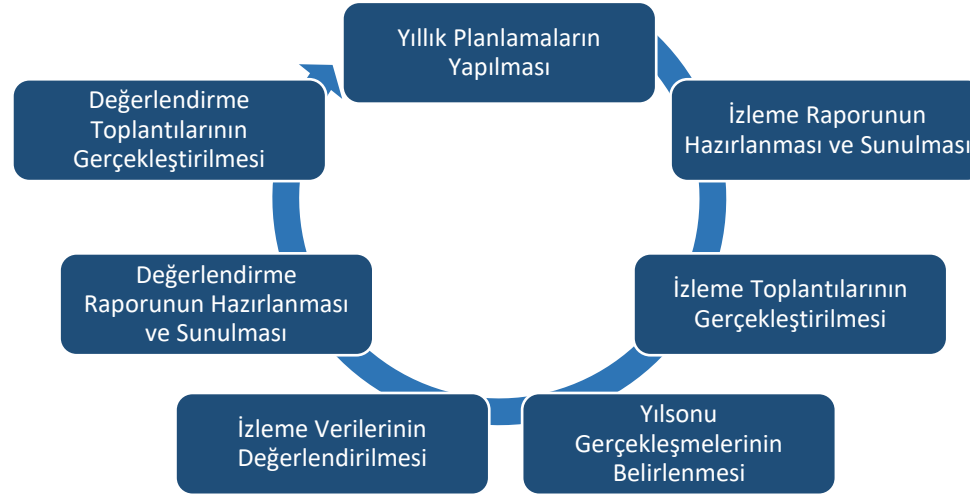 Yıllık Planlamaların
Yapılması
İzleme Raporunun
Hazırlanması ve Sunulması
İzleme Toplantılarının
Gerçekleştirilmesi
Yılsonu
Gerçekleşmelerinin
Belirlenmesi
İzleme Verilerinin
Değerlendirilmesi
Değerlendirme
Raporunun Hazırlanması
ve Sunulması
Değerlendirme
Toplantılarının
Gerçekleştirilmesi